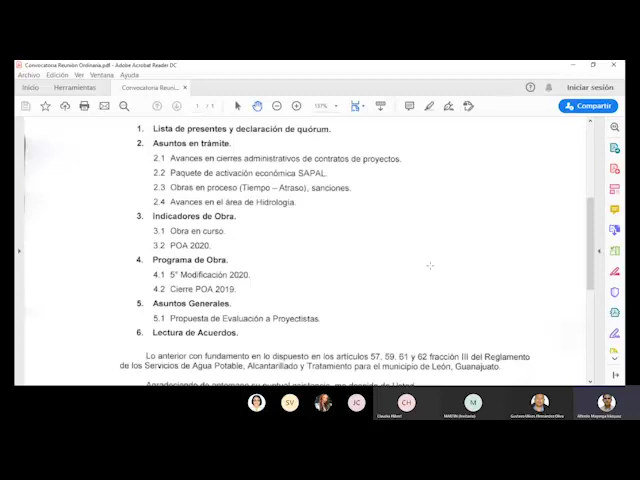 Convocatoria Reunión Ordinaria.pdf - Adobe Acrobat Reader DC
Archivo Edición Ver Ventana Ayuda
Inicio Herramientas Convocatoria Reuni... × Iniciar sesión
1 / 1 137% Compartir
1. Lista de presentes y declaración de quórum.
2. Asuntos en trámite.
2.1 Avances en cierres administrativos de contratos de proyectos.
2.2 Paquete de activación económica SAPAL.
2.3 Obras en proceso (Tiempo – Atraso), sanciones.
2.4 Avances en el área de Hidrología.
3. Indicadores de Obra.
3.1 Obra en curso.
3.2 POA 2020.
4. Programa de Obra.
4.1 5° Modificación 2020.
4.2 Cierre POA 2019.
5. Asuntos Generales.
5.1 Propuesta de Evaluación a Proyectistas.
6. Lectura de Acuerdos.
Lo anterior con fundamento en lo dispuesto en los artículos 57, 59, 61 y 62 fracción III del Reglamento
de los Servicios de Agua Potable, Alcantarillado y Tratamiento para el municipio de León, Guanajuato.
SV JC CH M